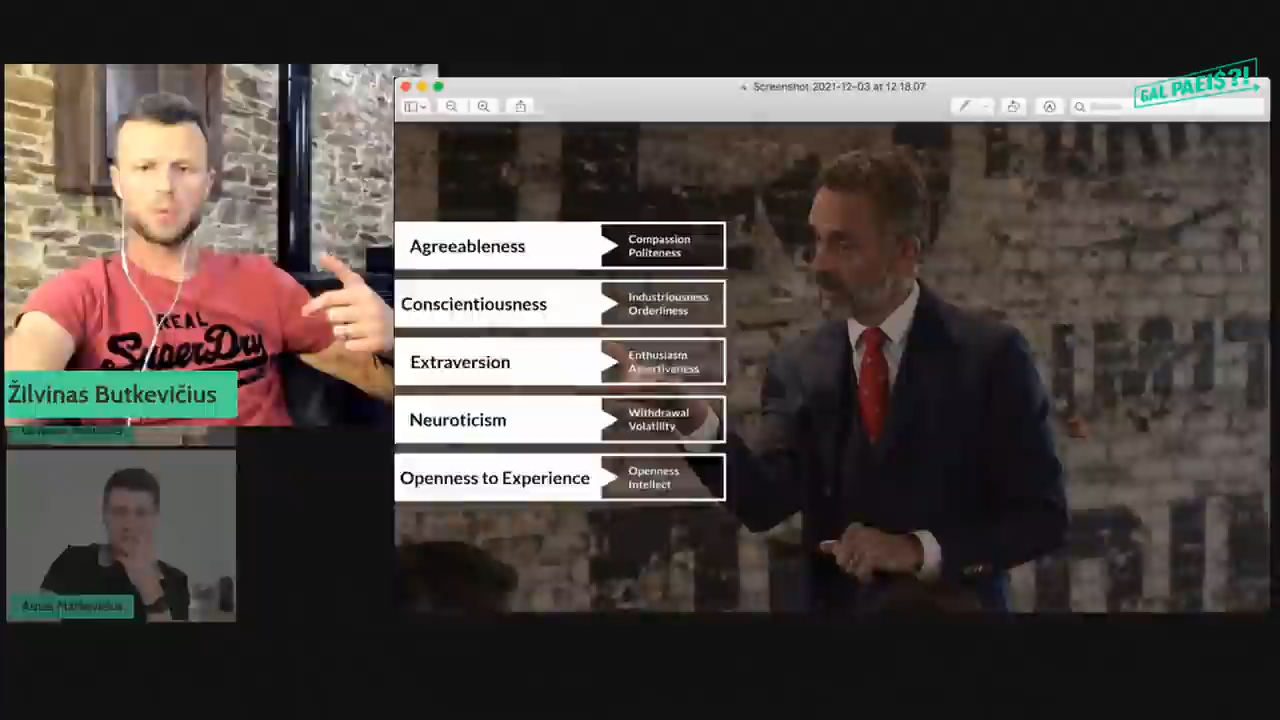 Screenshot 2021-12-03 at 12.18.07
GAL PAEIS?!
REAL
SuperDry
Žilvinas Butkevičius
Agreeableness
Compassion
Politeness
Conscientiousness
Industriousness
Orderliness
Extraversion
Enthusiasm
Assertiveness
Neuroticism
Withdrawal
Volatility
Openness to Experience
Openness
Intellect